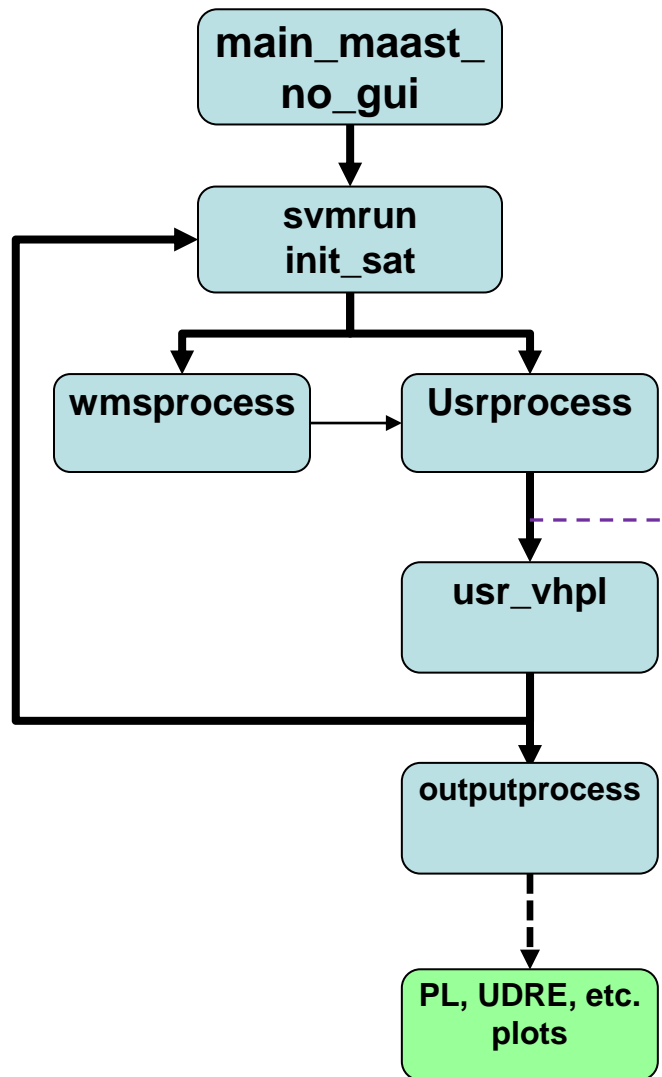 main_maast_
no_gui
svmrun
init_sat
wmsprocess
Usrprocess
usr_vhpl
outputprocess
PL, UDRE, etc.
plots